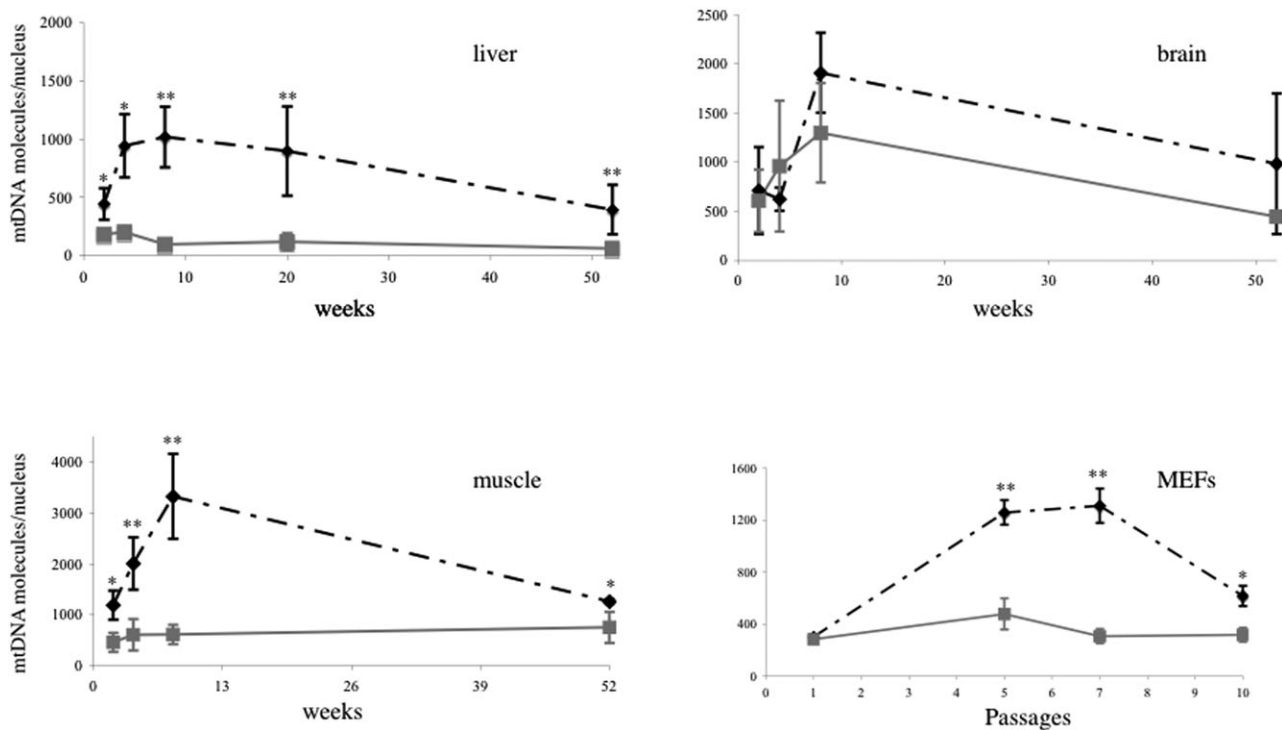 mtDNA molecules/nucleus
2000
1500
1000
500
0
liver
*
*
**
**
**
0 10 20 30 40 50
weeks
2500
2000
1500
1000
500
0
brain
0 10 20 30 40 50
weeks
mtDNA molecules/nucleus
4000
3000
2000
1000
0
muscle
*
**
**
*
0 13 26 39 52
weeks
1600
1200
800
400
0
MEFs
**
**
*
0 1 2 3 4 5 6 7 8 9 10
Passages